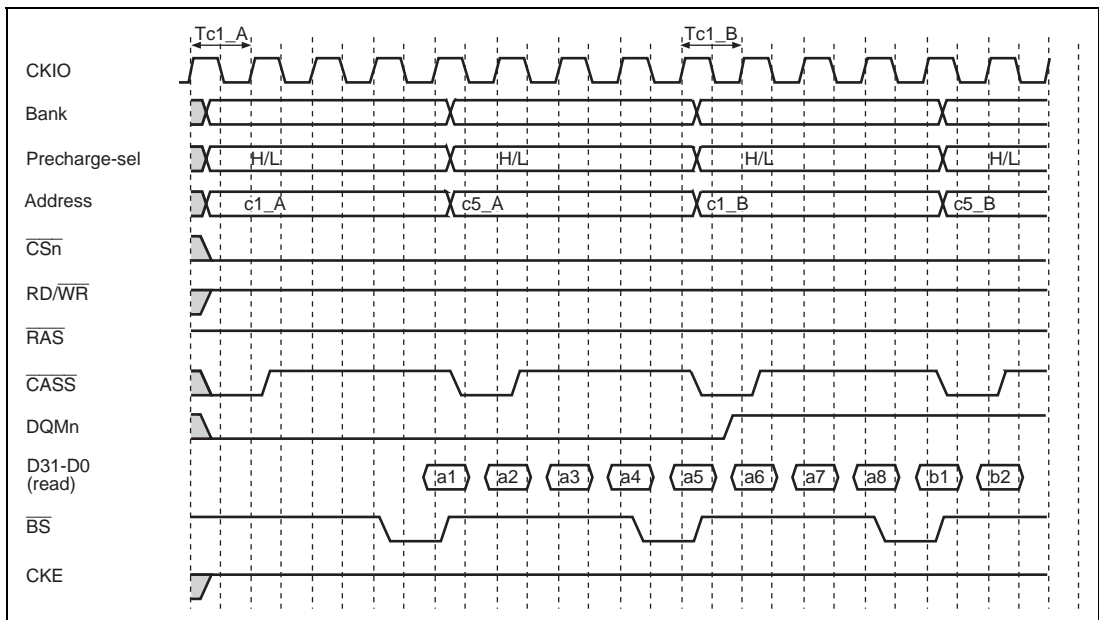 Tc1_A Tc1_B
CKIO
Bank
Precharge-sel H/L H/L H/L H/L
Address c1_A c5_A c1_B c5_B
CSn
RD/WR
RAS
CASS
DQMn
D31-D0
(read) a1 a2 a3 a4 a5 a6 a7 a8 b1 b2
BS
CKE